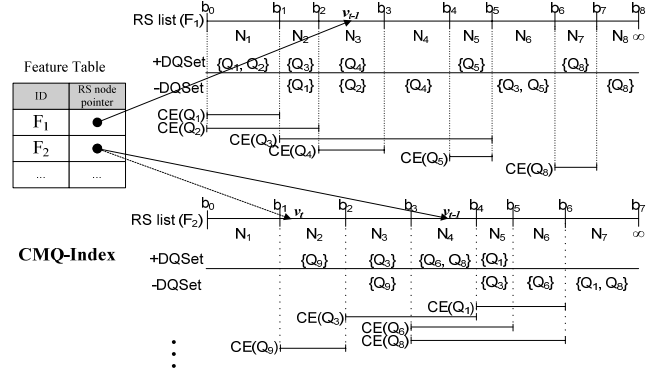 b₀ b₁ b₂ vₜ₋₁ b₃ b₄ b₅ b₆ b₇ b₈
RS list (F₁)
N₁ N₂ N₃ N₄ N₅ N₆ N₇ N₈ ∞
+DQSet {Q₁, Q₂} {Q₃} {Q₄} {Q₅} {Q₈}
-DQSet {Q₁} {Q₂} {Q₄} {Q₃, Q₅} {Q₈}
CE(Q₁)
CE(Q₂)
CE(Q₃)
CE(Q₄)
CE(Q₅)
CE(Q₈)
Feature Table
ID RS node pointer
F₁
F₂
... ...
CMQ-Index
b₀ b₁ vₜ b₂ b₃ vₜ₋₁ b₄ b₅ b₆ b₇
RS list (F₂)
N₁ N₂ N₃ N₄ N₅ N₆ N₇ ∞
+DQSet {Q₉} {Q₃} {Q₆, Q₈} {Q₁}
-DQSet {Q₉} {Q₃} {Q₆} {Q₁, Q₈}
CE(Q₁)
CE(Q₃)
CE(Q₆)
CE(Q₈)
CE(Q₉)